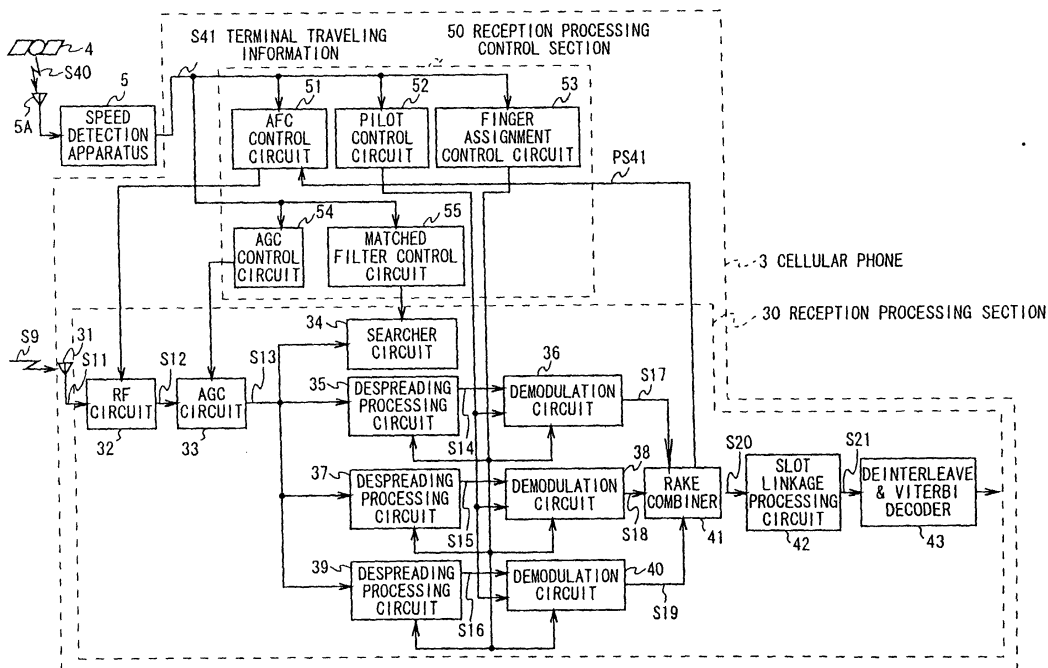 S41 TERMINAL TRAVELING
INFORMATION
50 RECEPTION PROCESSING
CONTROL SECTION
4
S40
5A
5
SPEED
DETECTION
APPARATUS
51
AFC
CONTROL
CIRCUIT
52
PILOT
CONTROL
CIRCUIT
53
FINGER
ASSIGNMENT
CONTROL CIRCUIT
PS41
54
AGC
CONTROL
CIRCUIT
55
MATCHED
FILTER CONTROL
CIRCUIT
3 CELLULAR PHONE
30 RECEPTION PROCESSING SECTION
S9
31
S11
RF
CIRCUIT
32
S12
AGC
CIRCUIT
33
S13
34
SEARCHER
CIRCUIT
35
DESPREADING
PROCESSING
CIRCUIT
S14
36
DEMODULATION
CIRCUIT
S17
37
DESPREADING
PROCESSING
CIRCUIT
S15
38
DEMODULATION
CIRCUIT
S18
39
DESPREADING
PROCESSING
CIRCUIT
S16
40
DEMODULATION
CIRCUIT
S19
RAKE
COMBINER
41
S20
SLOT
LINKAGE
PROCESSING
CIRCUIT
42
S21
DEINTERLEAVE
& VITERBI
DECODER
43